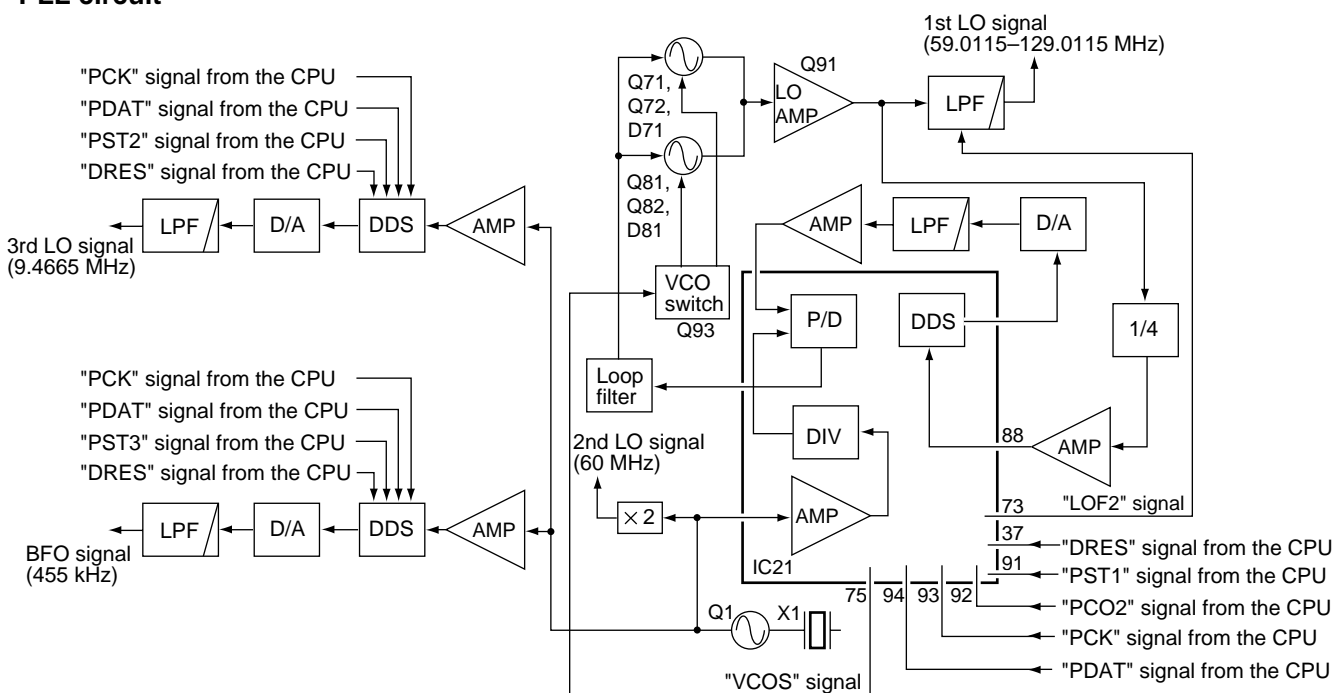 PLL circuit
"PCK" signal from the CPU
"PDAT" signal from the CPU
"PST2" signal from the CPU
"DRES" signal from the CPU
LPF
D/A
DDS
AMP
3rd LO signal
(9.4665 MHz)
"PCK" signal from the CPU
"PDAT" signal from the CPU
"PST3" signal from the CPU
"DRES" signal from the CPU
LPF
D/A
DDS
AMP
BFO signal
(455 kHz)
Q71,
Q72,
D71
Q81,
Q82,
D81
VCO
switch
Q93
Loop
filter
2nd LO signal
(60 MHz)
× 2
Q1
X1
Q91
LO
AMP
1st LO signal
(59.0115–129.0115 MHz)
LPF
AMP
LPF
D/A
P/D
DDS
1/4
DIV
AMP
88
AMP
IC21
73
"LOF2" signal
37
"DRES" signal from the CPU
91
"PST1" signal from the CPU
75
94
93
92
"PCO2" signal from the CPU
"PCK" signal from the CPU
"PDAT" signal from the CPU
"VCOS" signal